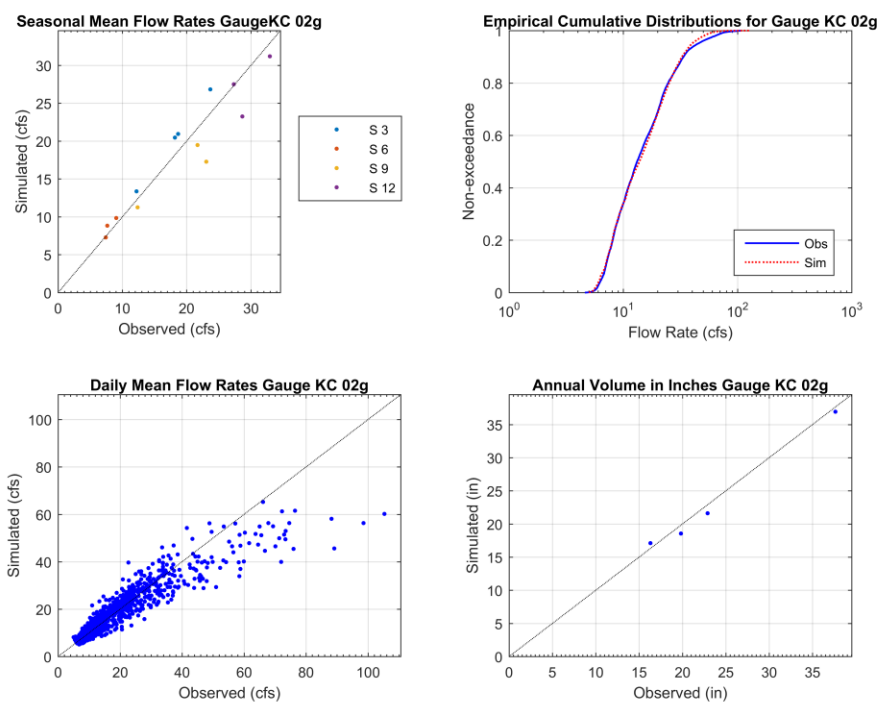 Seasonal Mean Flow Rates GaugeKC 02g
Simulated (cfs)
30
25
20
15
10
5
0
0
10
20
30
Observed (cfs)
S 3
S 6
S 9
S 12
Empirical Cumulative Distributions for Gauge KC 02g
Non-exceedance
1
0.8
0.6
0.4
0.2
0
10^0
10^1
10^2
10^3
Flow Rate (cfs)
Obs
Sim
Daily Mean Flow Rates Gauge KC 02g
Simulated (cfs)
100
80
60
40
20
0
0
20
40
60
80
100
Observed (cfs)
Annual Volume in Inches Gauge KC 02g
Simulated (in)
35
30
25
20
15
10
5
0
0
5
10
15
20
25
30
35
Observed (in)